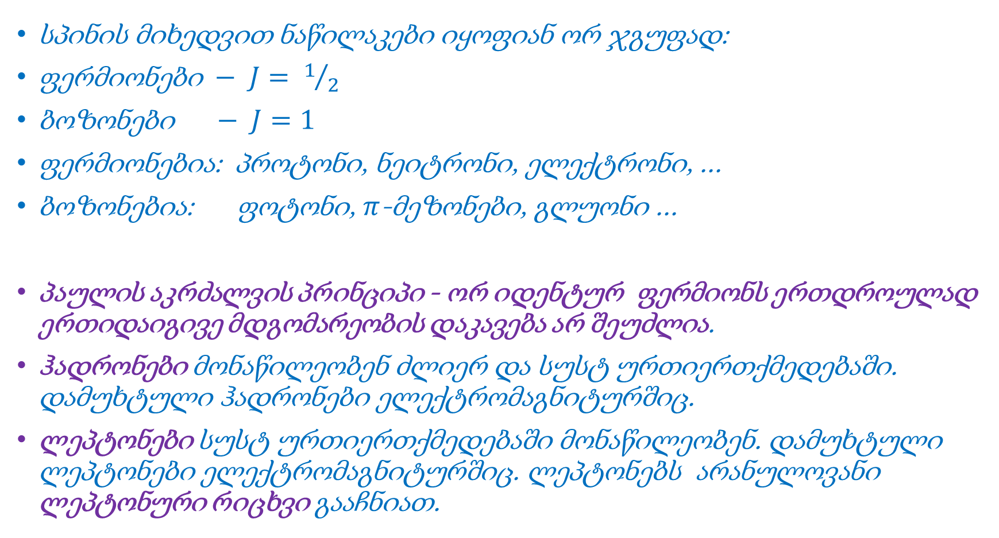 • სპინის მიხედვით ნაწილაკები იყოფიან ორ ჯგუფად:
• ფერმიონები − J = 1/2
• ბოზონები − J = 1
• ფერმიონებია: პროტონი, ნეიტრონი, ელექტრონი, ...
• ბოზონებია: ფოტონი, π -მეზონები, გლუონი ...
• პაულის აკრძალვის პრინციპი - ორ იდენტურ ფერმიონს ერთდროულად
ერთიდაიგივე მდგომარეობის დაკავება არ შეუძლია.
• ჰადრონები მონაწილეობენ ძლიერ და სუსტ ურთიერთქმედებაში.
დამუხტული ჰადრონები ელექტრომაგნიტურშიც.
• ლეპტონები სუსტ ურთიერთქმედებაში მონაწილეობენ. დამუხტული
ლეპტონები ელექტრომაგნიტურშიც. ლეპტონებს არანულოვანი
ლეპტონური რიცხვი გააჩნიათ.